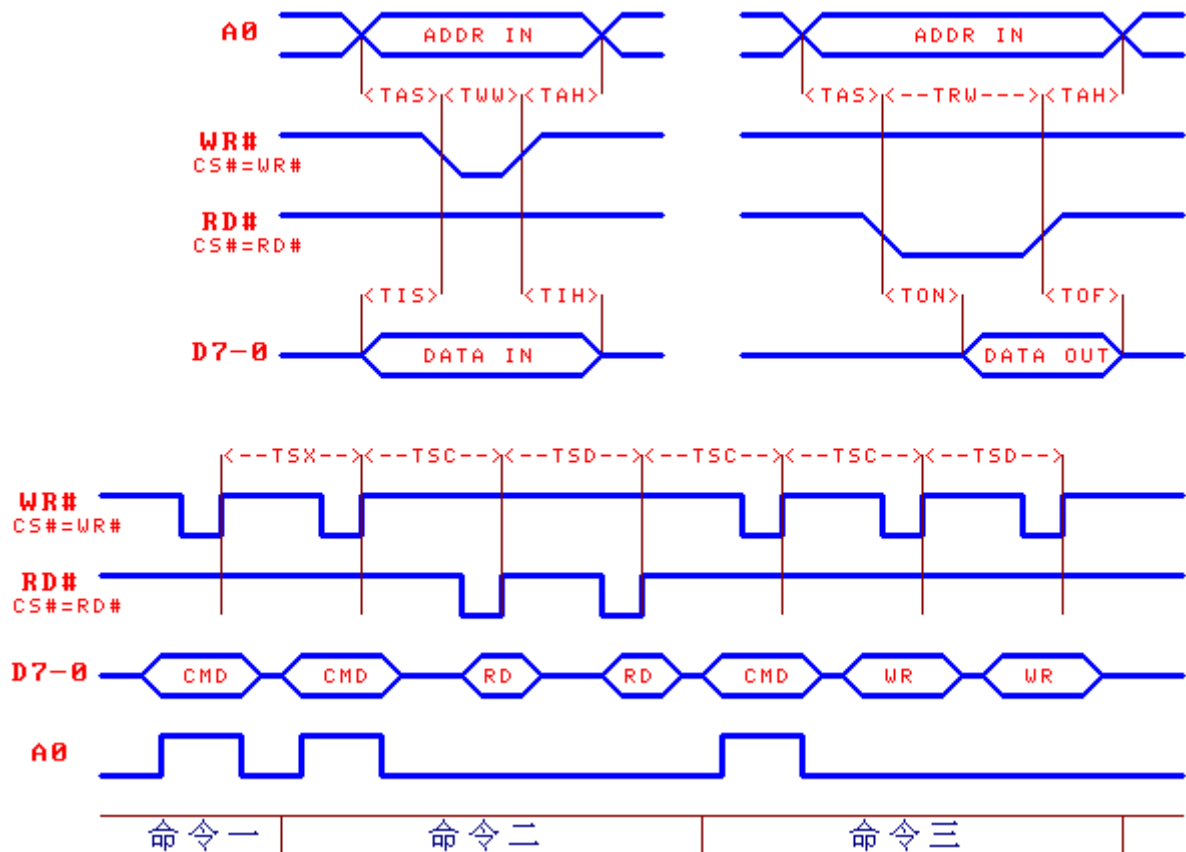 A0 ADDR IN ADDR IN
<TAS><TWW><TAH> <TAS><--TRW---><TAH>
WR#
CS#=WR#
RD#
CS#=RD#
<TIS> <TIH> <TON> <TOF>
D7-0 DATA IN DATA OUT
<--TSX--><--TSC--><--TSD--><--TSC--><--TSC--><--TSD-->
WR#
CS#=WR#
RD#
CS#=RD#
D7-0 CMD CMD RD RD CMD WR WR
A0
命令一 命令二 命令三